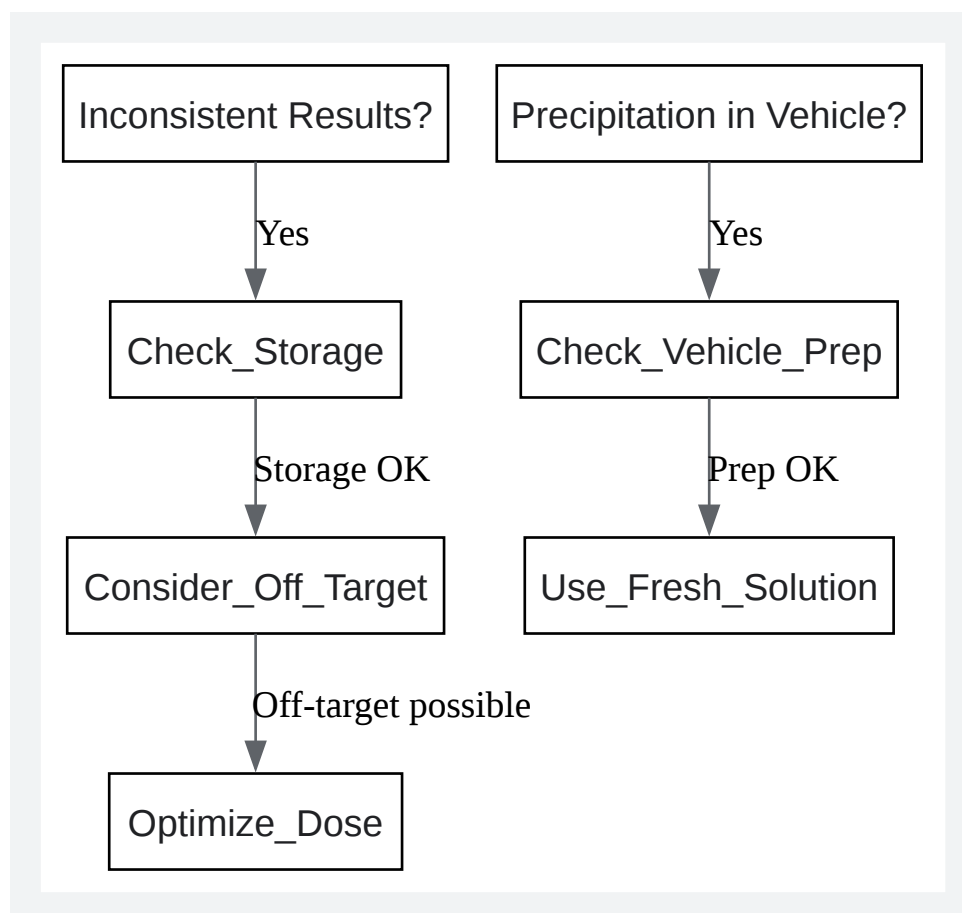 Inconsistent Results?
Precipitation in Vehicle?
Yes
Yes
Check_Storage
Check_Vehicle_Prep
Storage OK
Prep OK
Consider_Off_Target
Use_Fresh_Solution
Off-target possible
Optimize_Dose